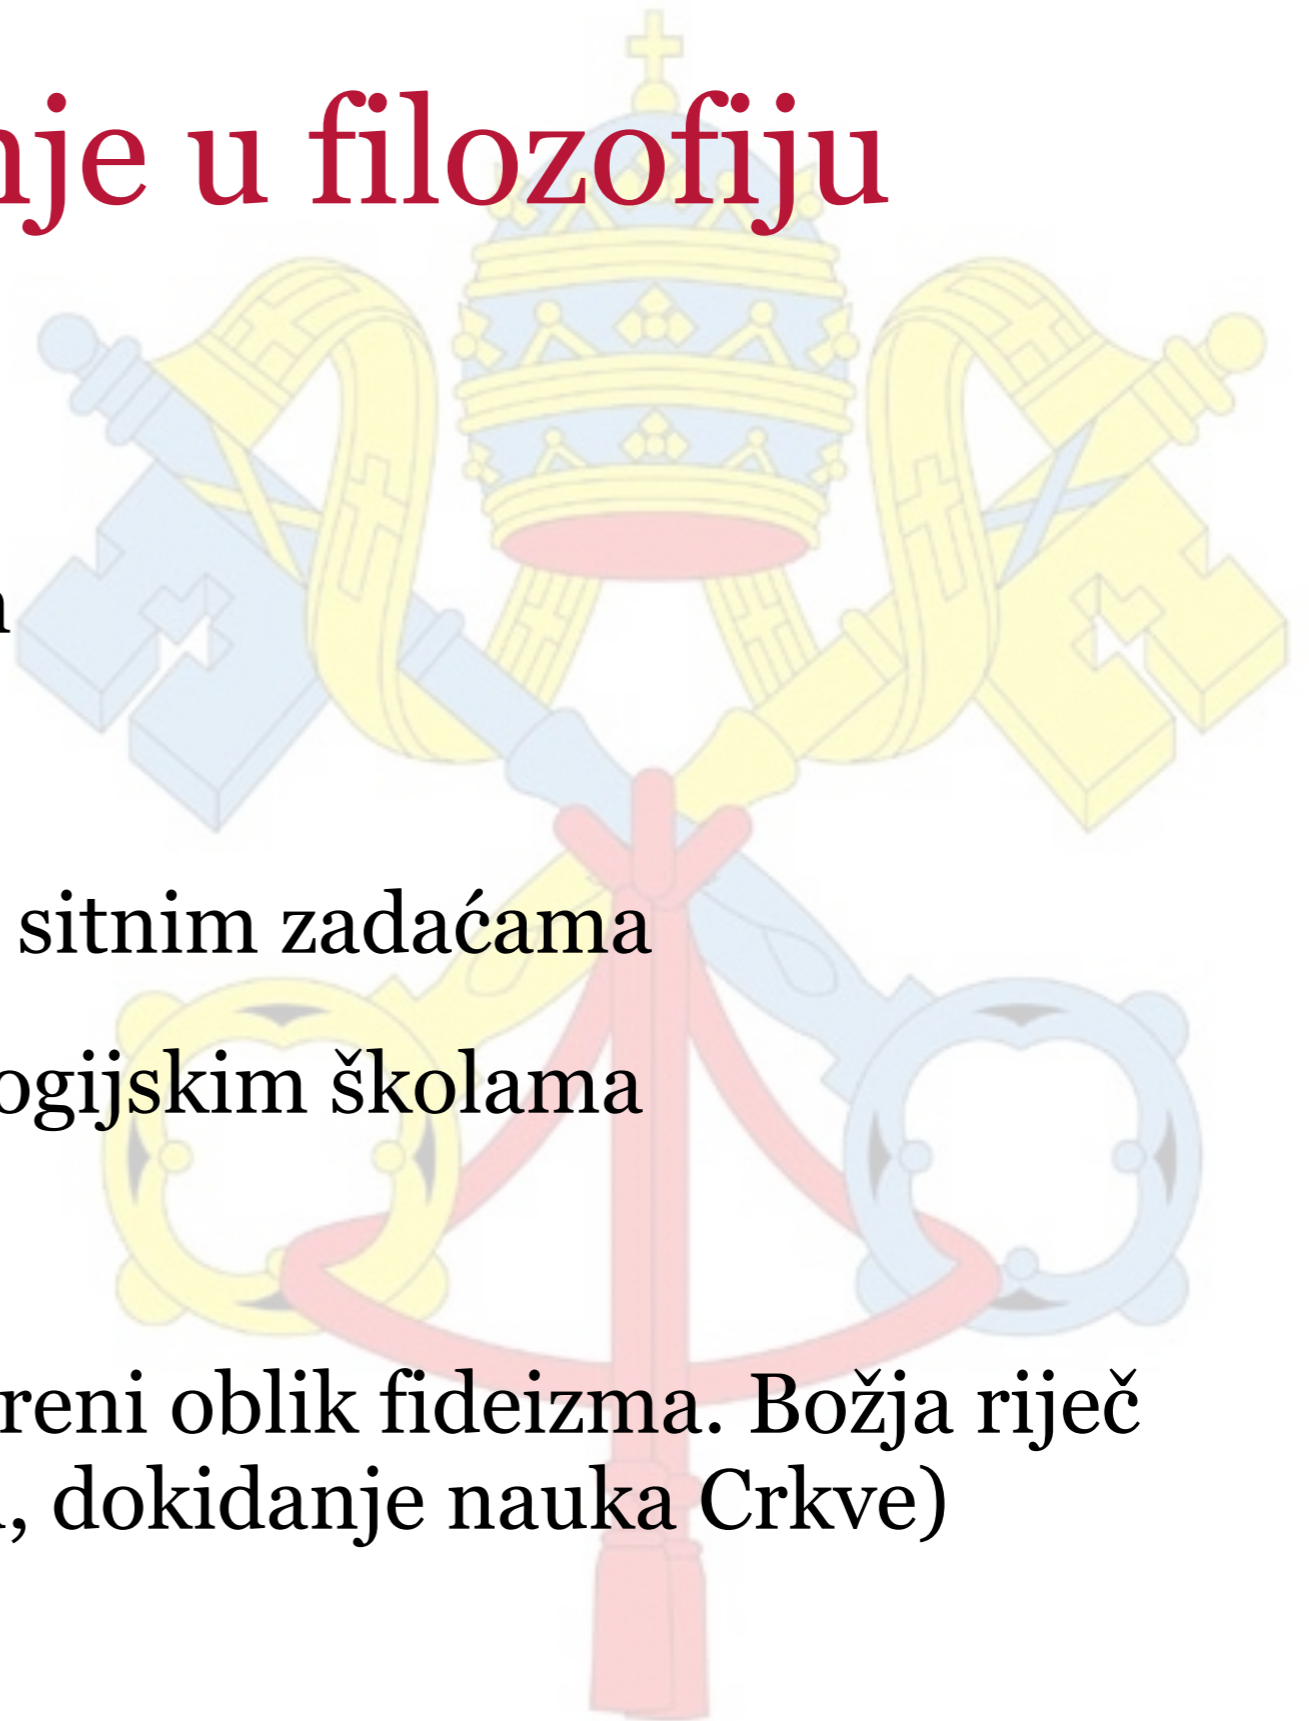 nje u filozofiju
sitnim zadaćama
ogijskim školama
reni oblik fideizma. Božja riječ
, dokidanje nauka Crkve)